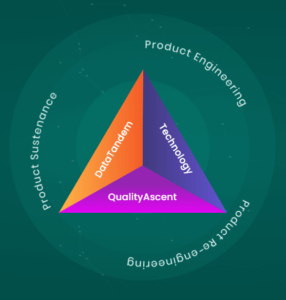 Product Engineering
Product Sustenance
DataTandem
Technology
QualityAscent
Product Re-engineering